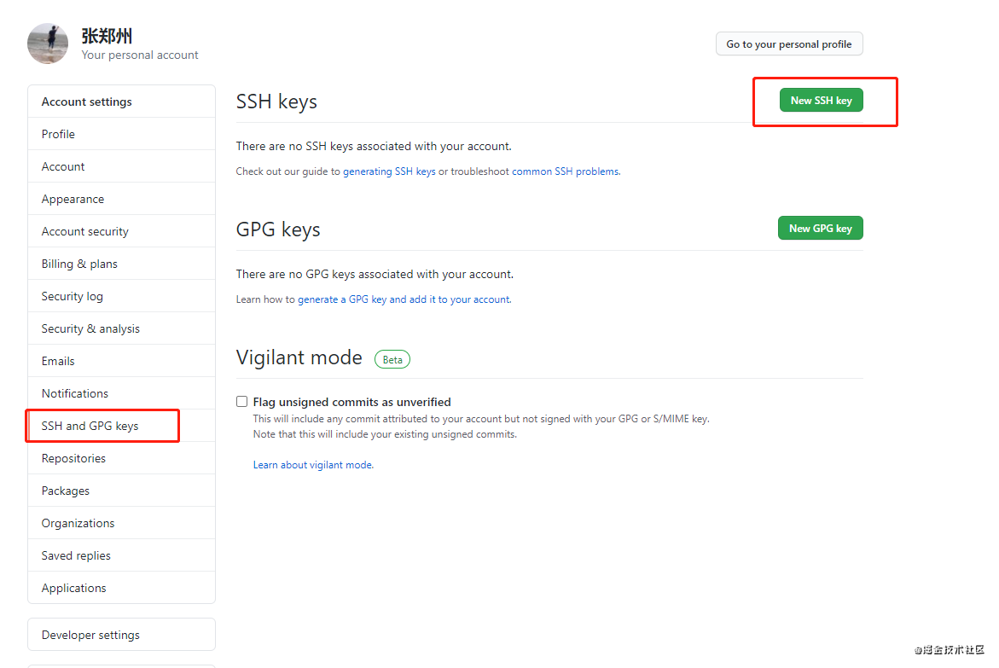 张郑州
Your personal account
Go to your personal profile
Account settings
Profile
Account
Appearance
Account security
Billing & plans
Security log
Security & analysis
Emails
Notifications
SSH and GPG keys
Repositories
Packages
Organizations
Saved replies
Applications
Developer settings
SSH keys
New SSH key
There are no SSH keys associated with your account.
Check out our guide to generating SSH keys or troubleshoot common SSH problems.
GPG keys
New GPG key
There are no GPG keys associated with your account.
Learn how to generate a GPG key and add it to your account.
Vigilant mode Beta
Flag unsigned commits as unverified
This will include any commit attributed to your account but not signed with your GPG or S/MIME key.
Note that this will include your existing unsigned commits.
Learn about vigilant mode.
@掘金技术社区